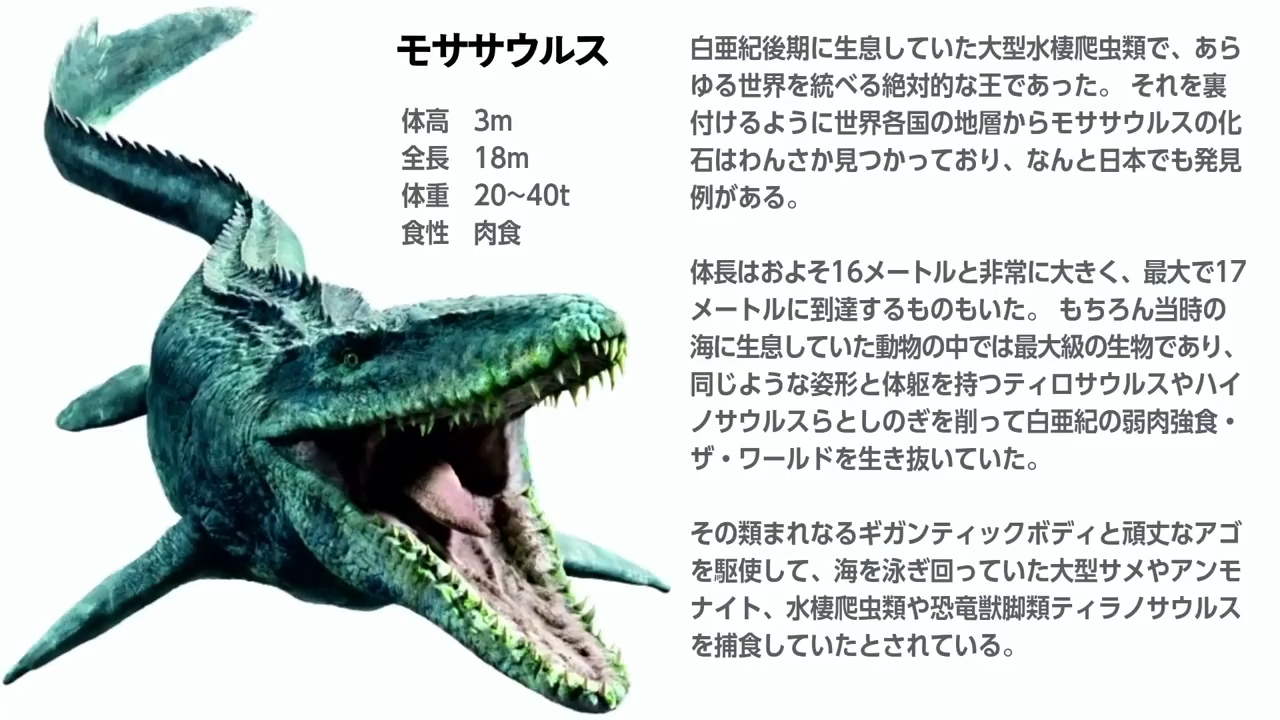 モササウルス
体高 3m
全長 18m
体重 20~40t
食性 肉食
白亜紀後期に生息していた大型水棲爬虫類で、あら
ゆる世界を統べる絶対的な王であった。 それを裏
付けるように世界各国の地層からモササウルスの化
石はわんさか見つかっており、なんと日本でも発見
例がある。
体長はおよそ16メートルと非常に大きく、最大で17
メートルに到達するものもいた。 もちろん当時の
海に生息していた動物の中では最大級の生物であり、
同じような姿形と体躯を持つティロサウルスやハイ
ノサウルスらとしのぎを削って白亜紀の弱肉強食・
ザ・ワールドを生き抜いていた。
その類まれなるギガンティックボディと頑丈なアゴ
を駆使して、海を泳ぎ回っていた大型サメやアンモ
ナイト、水棲爬虫類や恐竜獣脚類ティラノサウルス
を捕食していたとされている。